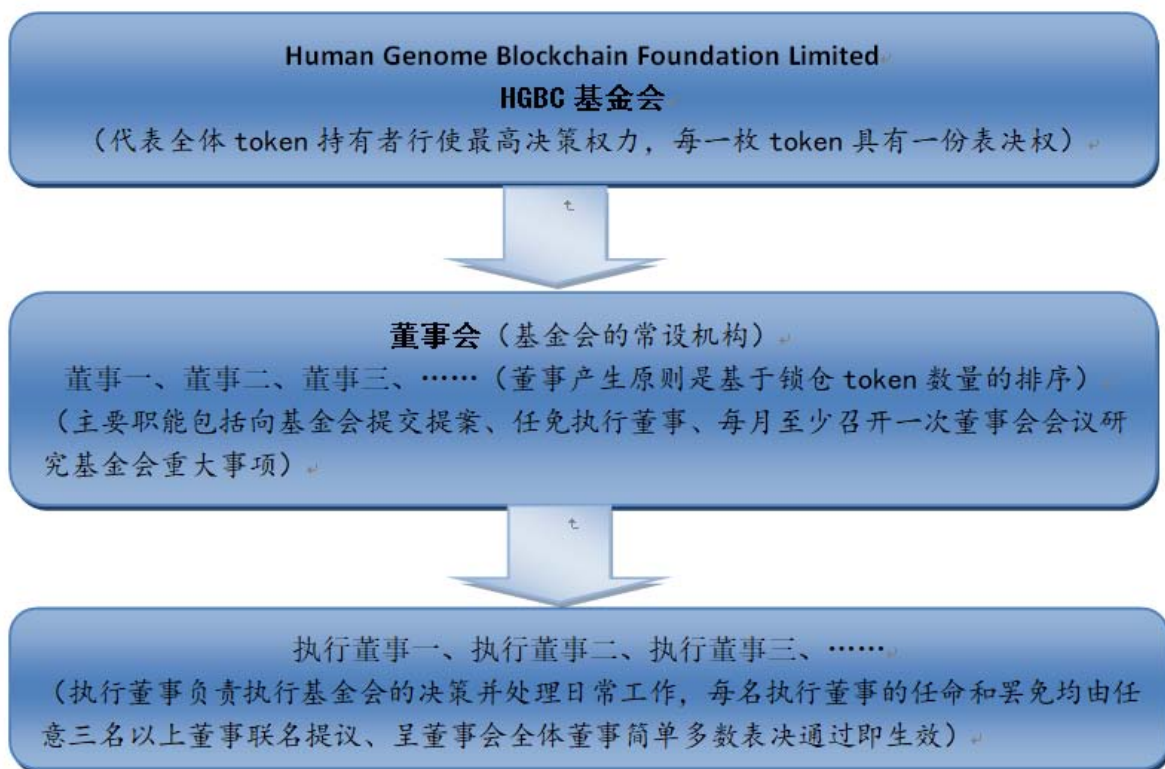 Human Genome Blockchain Foundation Limited
HGBC 基金会
（代表全体 token 持有者行使最高决策权力，每一枚 token 具有一份表决权）
董事会（基金会的常设机构）
董事一、董事二、董事三、……（董事产生原则是基于锁仓 token 数量的排序）
（主要职能包括向基金会提交提案、任免执行董事、每月至少召开一次董事会会议研
究基金会重大事项）
执行董事一、执行董事二、执行董事三、……
（执行董事负责执行基金会的决策并处理日常工作，每名执行董事的任命和罢免均由任
意三名以上董事联名提议、呈董事会全体董事简单多数表决通过即生效）